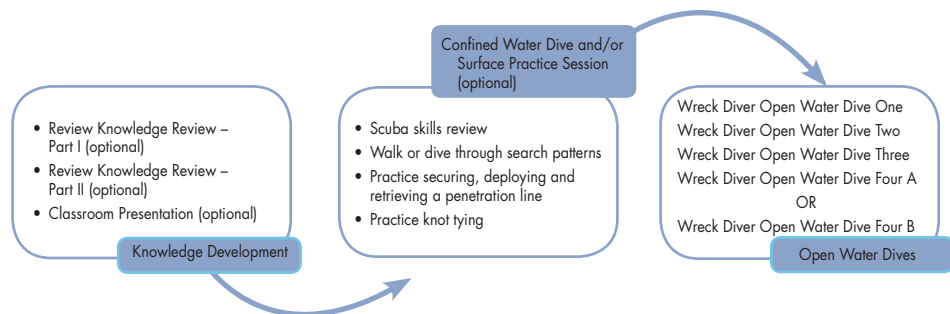 • Review Knowledge Review –
Part I (optional)
• Review Knowledge Review –
Part II (optional)
• Classroom Presentation (optional)
Knowledge Development
Confined Water Dive and/or
Surface Practice Session
(optional)
• Scuba skills review
• Walk or dive through search patterns
• Practice securing, deploying and
retrieving a penetration line
• Practice knot tying
Wreck Diver Open Water Dive One
Wreck Diver Open Water Dive Two
Wreck Diver Open Water Dive Three
Wreck Diver Open Water Dive Four A
OR
Wreck Diver Open Water Dive Four B
Open Water Dives